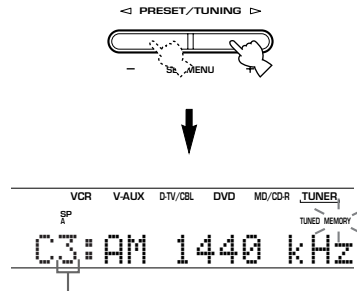 ◁ PRESET/TUNING ▷
– SET MENU +
VCR V-AUX D-TV/CBL DVD MD/CD-R TUNER
SP
A
TUNED MEMORY
C3:AM 1440 kHz